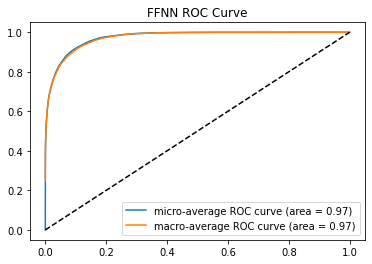 FFNN ROC Curve
1.0
0.8
0.6
0.4
0.2
0.0
micro-average ROC curve (area = 0.97)
macro-average ROC curve (area = 0.97)
0.0 0.2 0.4 0.6 0.8 1.0